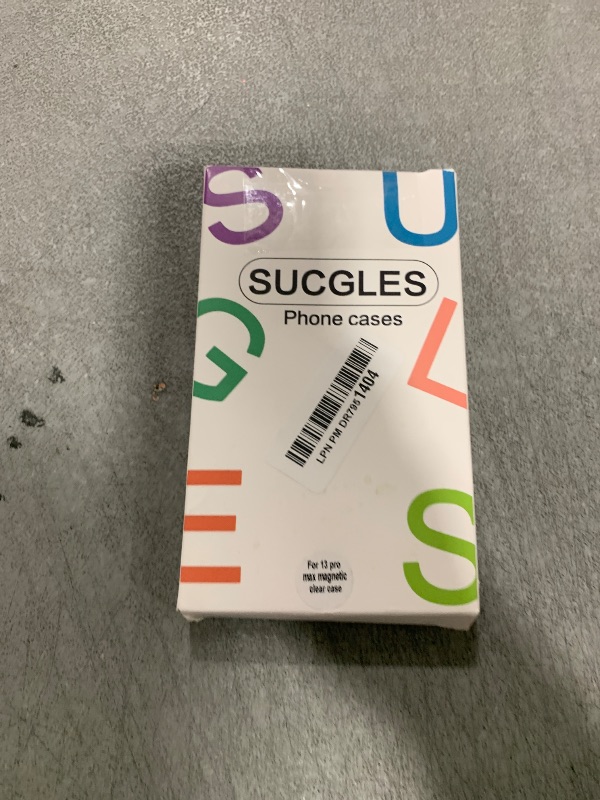 S U
SUCGLES
Phone cases
G L
LPN PM DR7951404
E S
For 13 pro
max magnetic
clear case